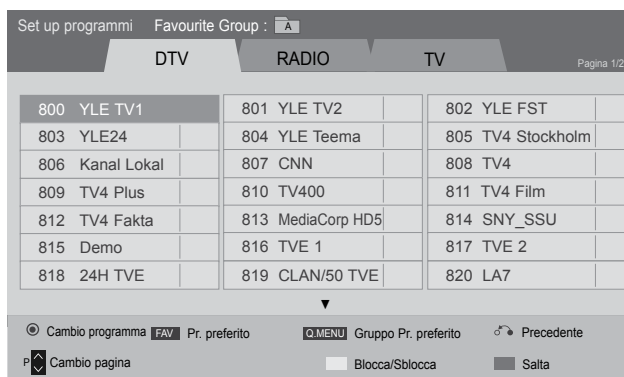 Set up programmi Favourite Group : A
DTV RADIO TV Pagina 1/2
800 YLE TV1 801 YLE TV2 802 YLE FST
803 YLE24 804 YLE Teema 805 TV4 Stockholm
806 Kanal Lokal 807 CNN 808 TV4
809 TV4 Plus 810 TV400 811 TV4 Film
812 TV4 Fakta 813 MediaCorp HD5 814 SNY_SSU
815 Demo 816 TVE 1 817 TVE 2
818 24H TVE 819 CLAN/50 TVE 820 LA7
Cambio programma FAV Pr. preferito Q.MENU Gruppo Pr. preferito Precedente
P Cambio pagina Blocca/Sblocca Salta